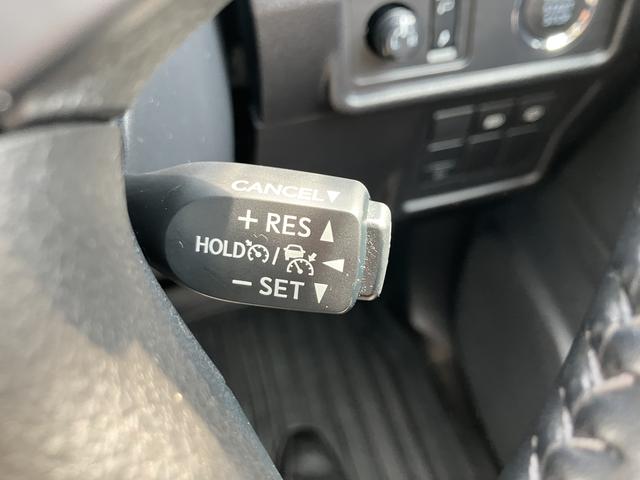 CANCEL▼
+ RES ▲
HOLD / ◄
− SET ▼